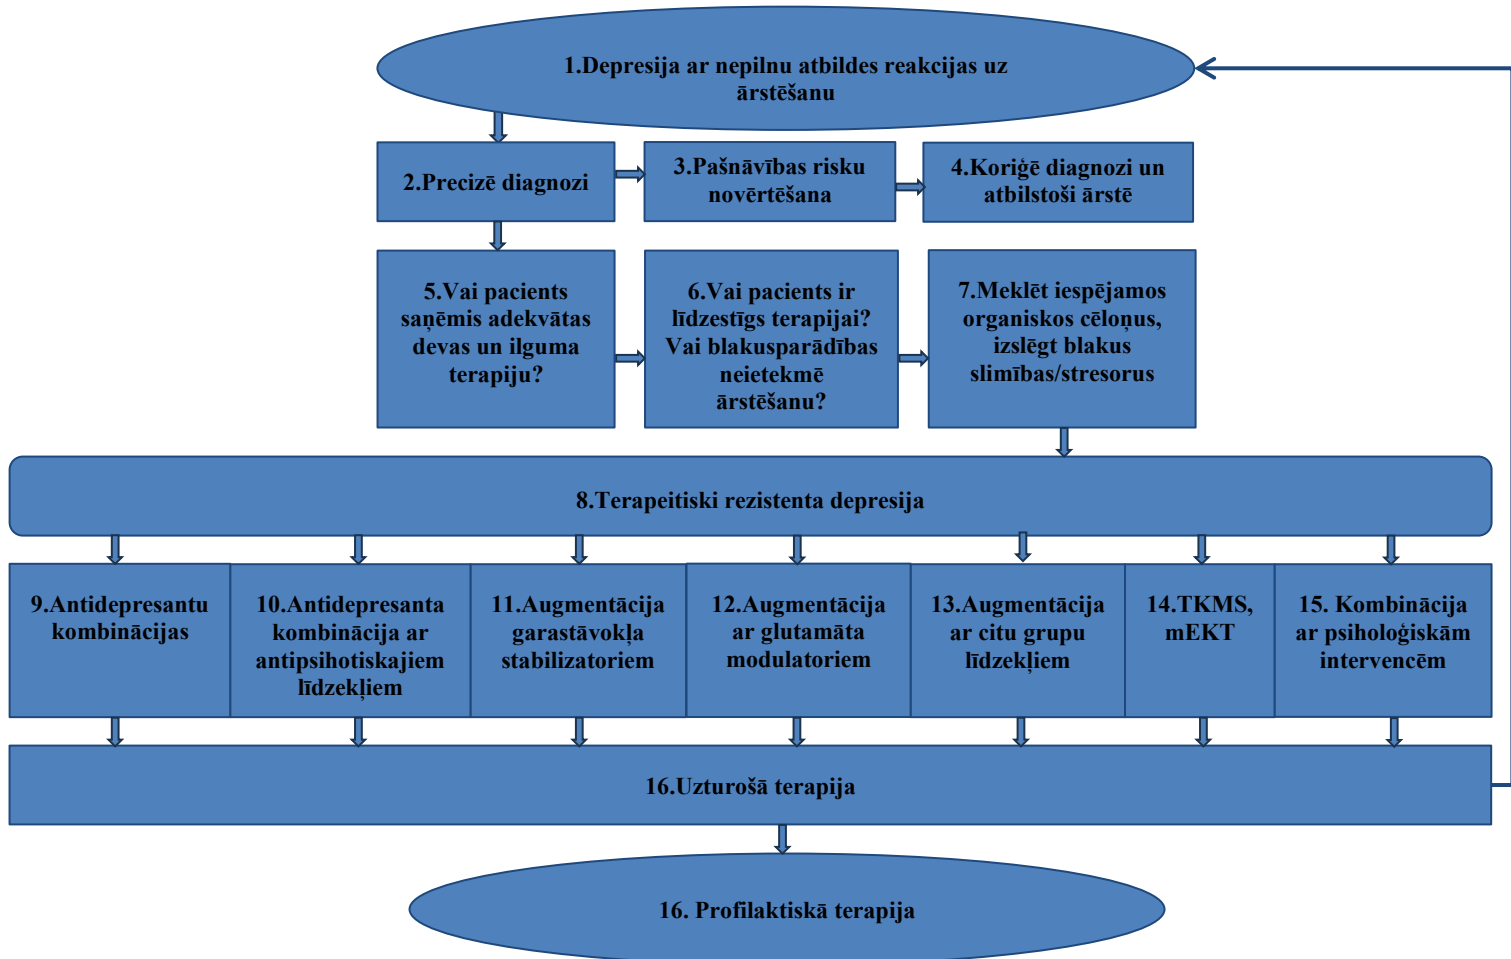 1.Depresija ar nepilnu atbildes reakcijas uz
ārstēšanu
2.Precizē diagnozi
3.Pašnāvības risku
novērtēšana
4.Koriģē diagnozi un
atbilstoši ārstē
5.Vai pacients
saņēmis adekvātas
devas un ilguma
terapiju?
6.Vai pacients ir
līdzestīgs terapijai?
Vai blakusparādības
neietekmē
ārstēšanu?
7.Meklēt iespējamos
organiskos cēloņus,
izslēgt blakus
slimības/stresorus
8.Terapeitiski rezistenta depresija
9.Antidepresantu
kombinācijas
10.Antidepresanta
kombinācija ar
antipsihotiskajiem
līdzekļiem
11.Augmentācija
garastāvokļa
stabilizatoriem
12.Augmentācija
ar glutamāta
modulatoriem
13.Augmentācija
ar citu grupu
līdzekļiem
14.TKMS,
mEKT
15. Kombinācija
ar psiholoģiskām
intervencēm
16.Uzturošā terapija
16. Profilaktiskā terapija